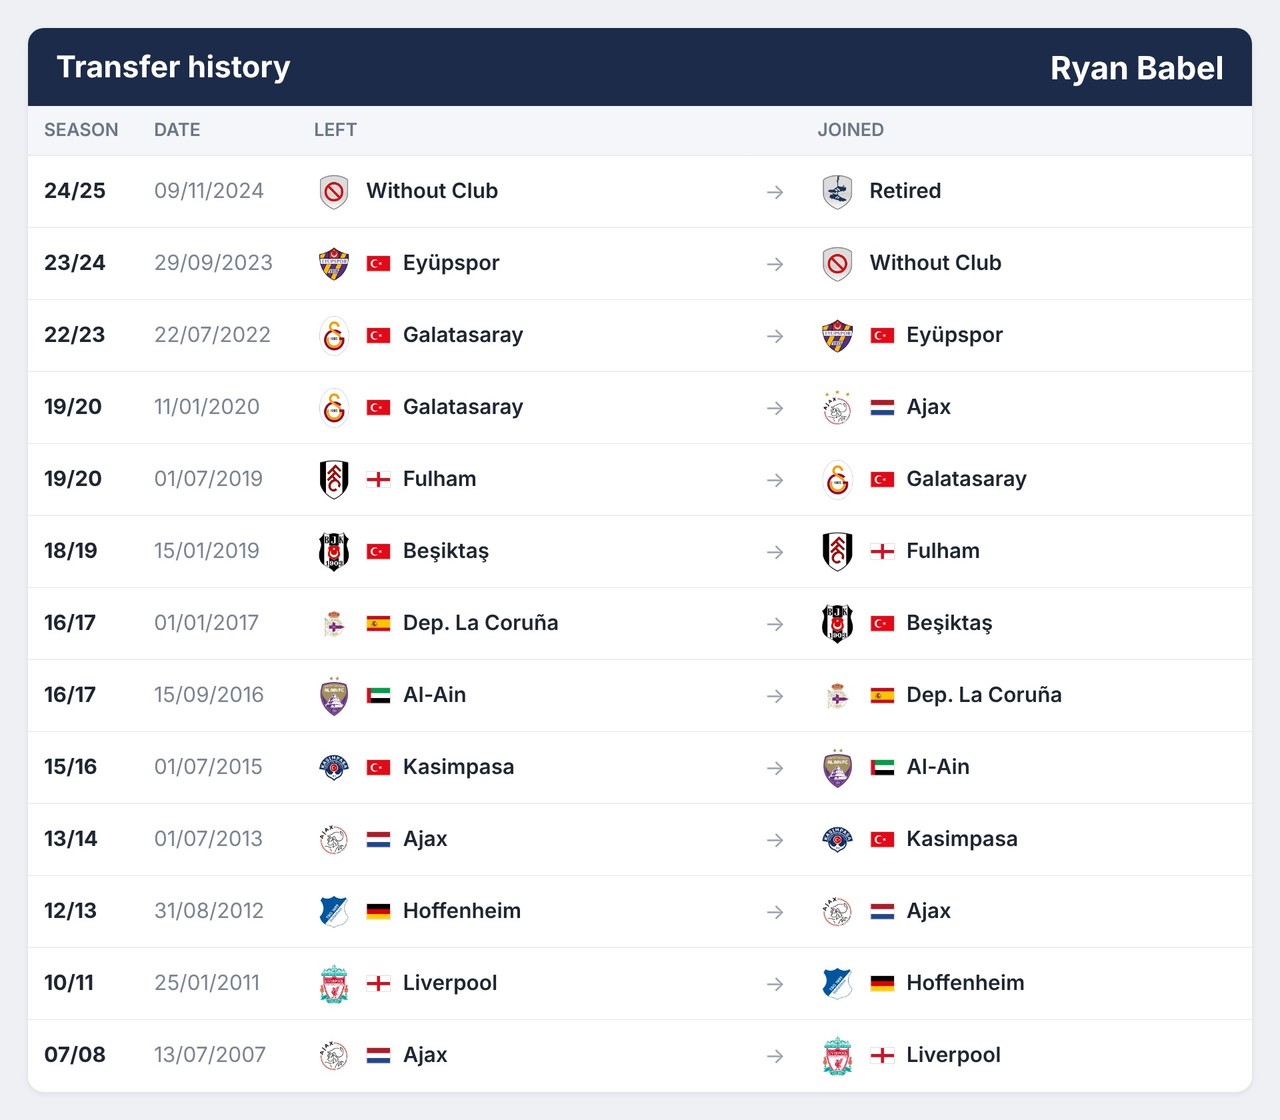 Transfer history Ryan Babel
SEASON DATE LEFT JOINED
24/25 09/11/2024 Without Club → Retired
23/24 29/09/2023 Eyüpspor → Without Club
22/23 22/07/2022 Galatasaray → Eyüpspor
19/20 11/01/2020 Galatasaray → Ajax
19/20 01/07/2019 Fulham → Galatasaray
18/19 15/01/2019 Beşiktaş → Fulham
16/17 01/01/2017 Dep. La Coruña → Beşiktaş
16/17 15/09/2016 Al-Ain → Dep. La Coruña
15/16 01/07/2015 Kasimpasa → Al-Ain
13/14 01/07/2013 Ajax → Kasimpasa
12/13 31/08/2012 Hoffenheim → Ajax
10/11 25/01/2011 Liverpool → Hoffenheim
07/08 13/07/2007 Ajax → Liverpool